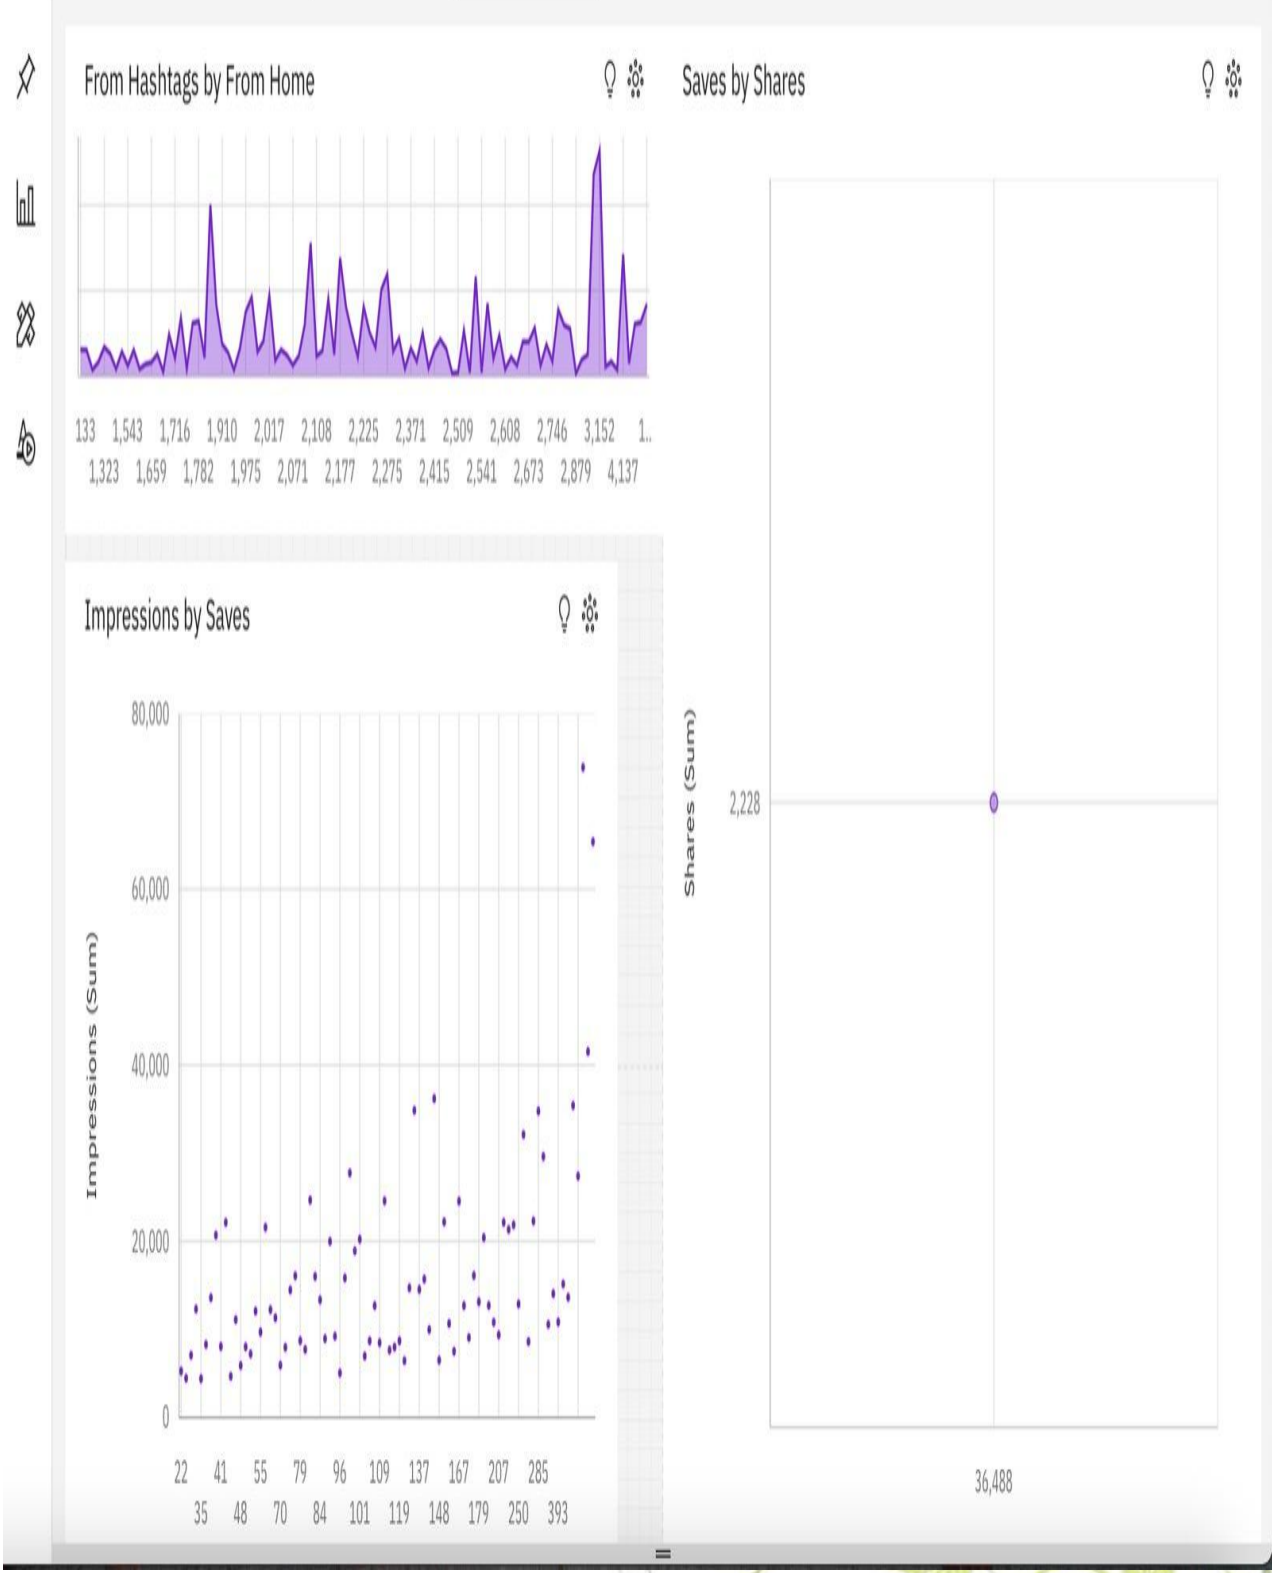 From Hashtags by From Home
133 1,543 1,716 1,910 2,017 2,108 2,225 2,371 2,509 2,608 2,746 3,152 1..
1,323 1,659 1,782 1,975 2,071 2,177 2,275 2,415 2,541 2,673 2,879 4,137
Impressions by Saves
Impressions (Sum)
80,000
60,000
40,000
20,000
0
22 41 55 79 96 109 137 167 207 285
35 48 70 84 101 119 148 179 250 393
Saves by Shares
Shares (Sum)
2,228
36,488